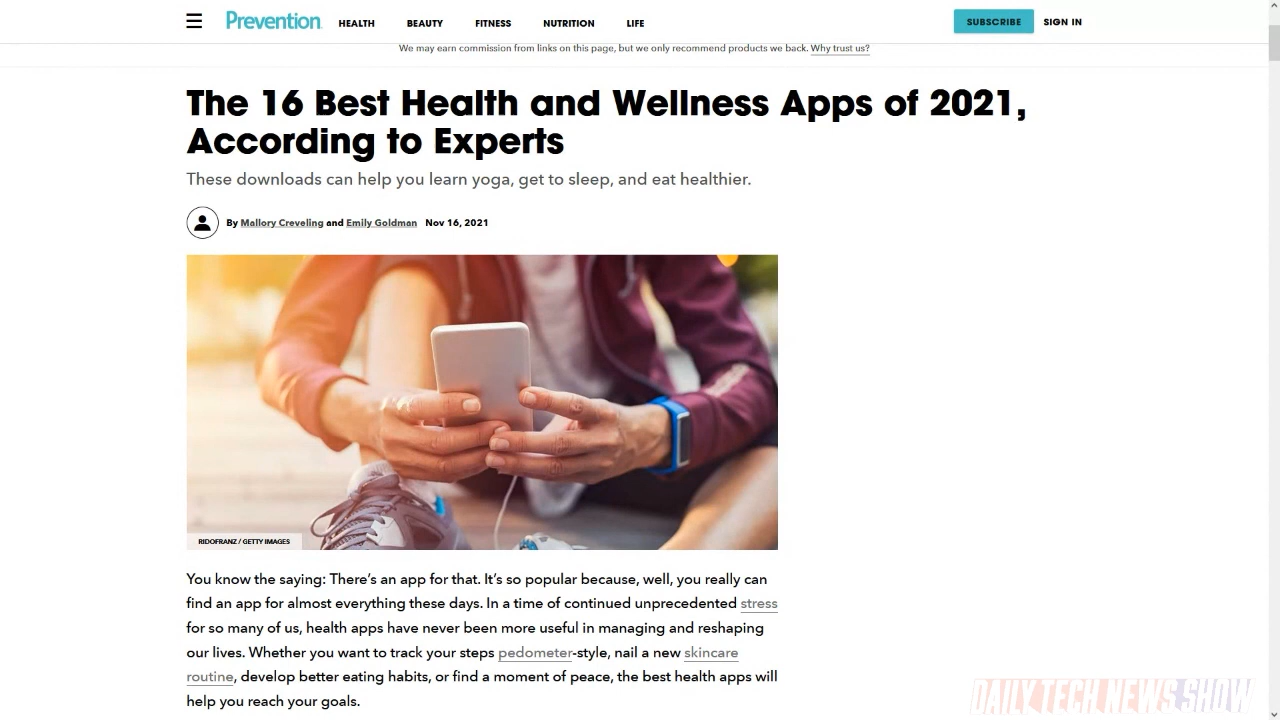 Prevention HEALTH BEAUTY FITNESS NUTRITION LIFE SUBSCRIBE SIGN IN
We may earn commission from links on this page, but we only recommend products we back. Why trust us?
The 16 Best Health and Wellness Apps of 2021,
According to Experts
These downloads can help you learn yoga, get to sleep, and eat healthier.
By Mallory Creveling and Emily Goldman Nov 16, 2021
RIDOFRANZ / GETTY IMAGES
You know the saying: There's an app for that. It's so popular because, well, you really can
find an app for almost everything these days. In a time of continued unprecedented stress
for so many of us, health apps have never been more useful in managing and reshaping
our lives. Whether you want to track your steps pedometer-style, nail a new skincare
routine, develop better eating habits, or find a moment of peace, the best health apps will
help you reach your goals.
DAILY TECH NEWS SHOW